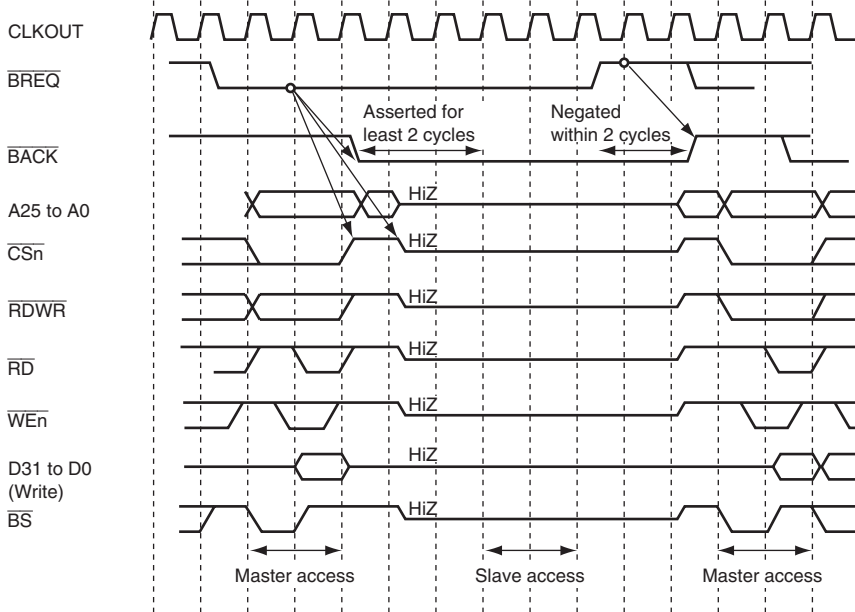 CLKOUT
BREQ
Asserted for
least 2 cycles
Negated
within 2 cycles
BACK
HiZ
A25 to A0
HiZ
CSn
HiZ
RDWR
HiZ
RD
HiZ
WEn
HiZ
D31 to D0
(Write)
HiZ
BS
Master access
Slave access
Master access